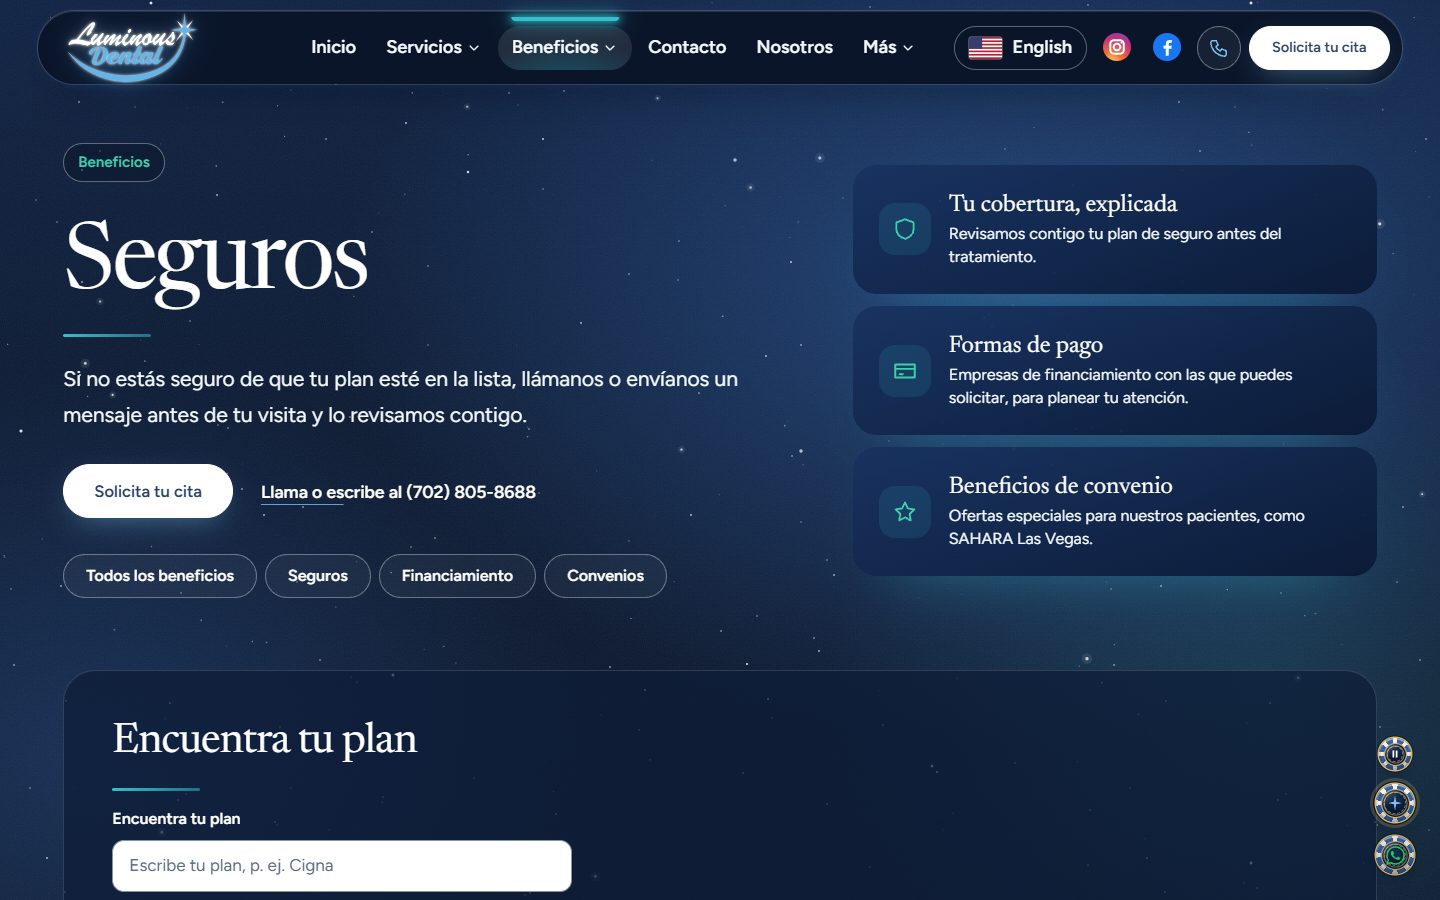 Luminous
Dental
Inicio
Servicios
Beneficios
Contacto
Nosotros
Más
English
Solicita tu cita
Beneficios
Seguros
Si no estás seguro de que tu plan esté en la lista, llámanos o envíanos un
mensaje antes de tu visita y lo revisamos contigo.
Solicita tu cita
Llama o escribe al (702) 805-8688
Todos los beneficios
Seguros
Financiamiento
Convenios
Tu cobertura, explicada
Revisamos contigo tu plan de seguro antes del
tratamiento.
Formas de pago
Empresas de financiamiento con las que puedes
solicitar, para planear tu atención.
Beneficios de convenio
Ofertas especiales para nuestros pacientes, como
SAHARA Las Vegas.
Encuentra tu plan
Encuentra tu plan
Escribe tu plan, p. ej. Cigna